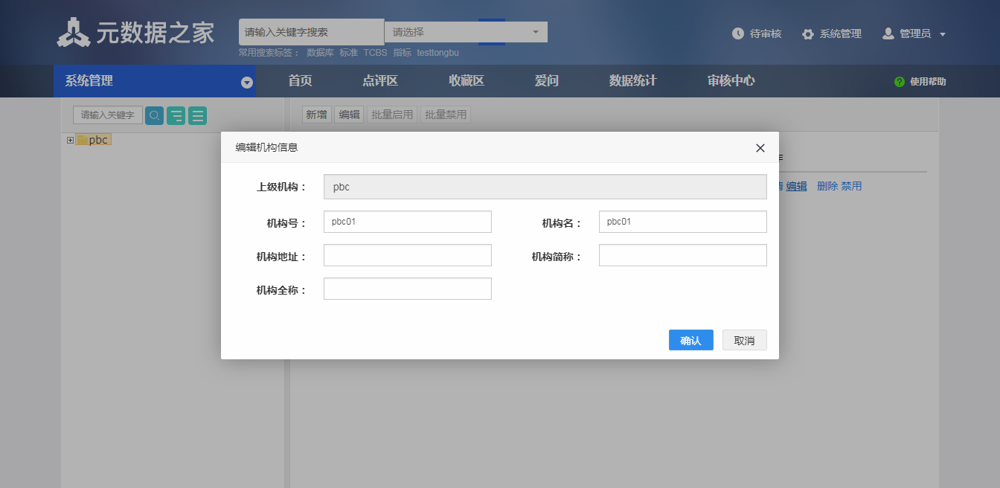 元数据之家
请输入关键字搜索 请选择
常用搜索标签： 数据库 标准 TCBS 指标 testtongbu
待审核 系统管理 管理员
系统管理 首页 点评区 收藏区 爱问 数据统计 审核中心 使用帮助
请输入关键字 新增 编辑 批量启用 批量禁用
pbc
编辑机构信息
上级机构： pbc
编辑 删除 禁用
机构号： pbc01 机构名： pbc01
机构地址： 机构简称：
机构全称：
确认 取消